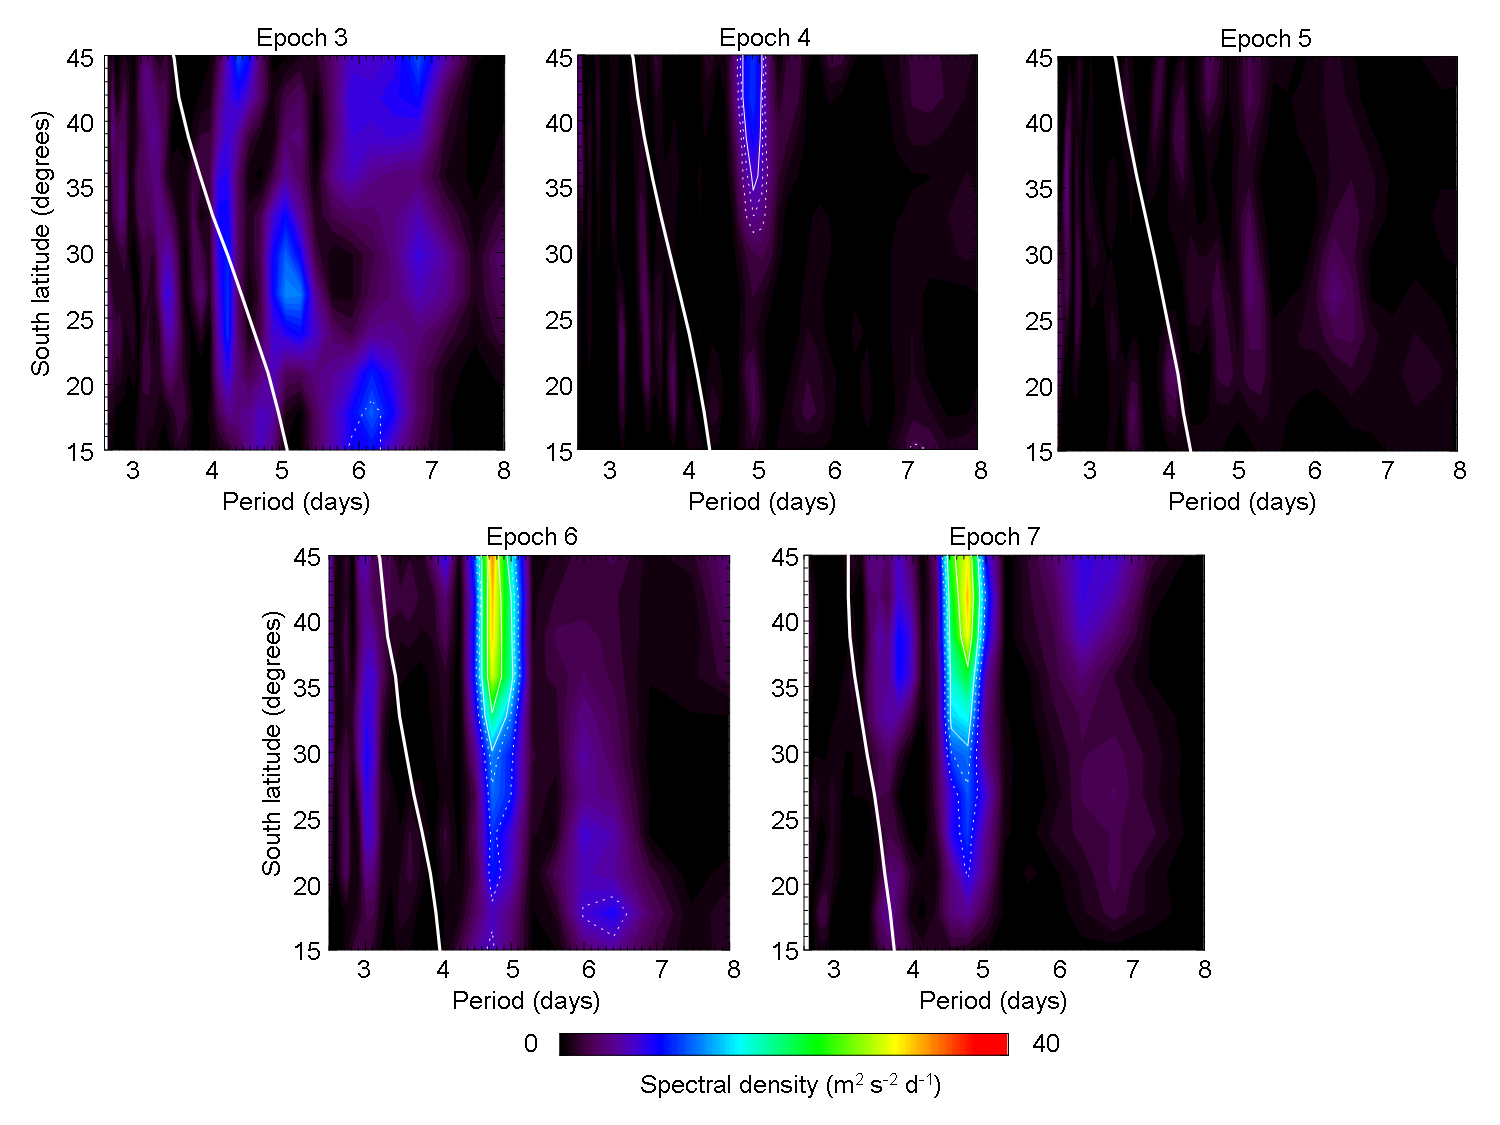 Epoch 3
45
40
35
30
25
20
15
South latitude (degrees)
3 4 5 6 7 8
Period (days)
Epoch 4
45
40
35
30
25
20
15
3 4 5 6 7 8
Period (days)
Epoch 5
45
40
35
30
25
20
15
3 4 5 6 7 8
Period (days)
Epoch 6
45
40
35
30
25
20
15
South latitude (degrees)
3 4 5 6 7 8
Period (days)
Epoch 7
45
40
35
30
25
20
15
3 4 5 6 7 8
Period (days)
0 40
Spectral density (m² s⁻² d⁻¹)